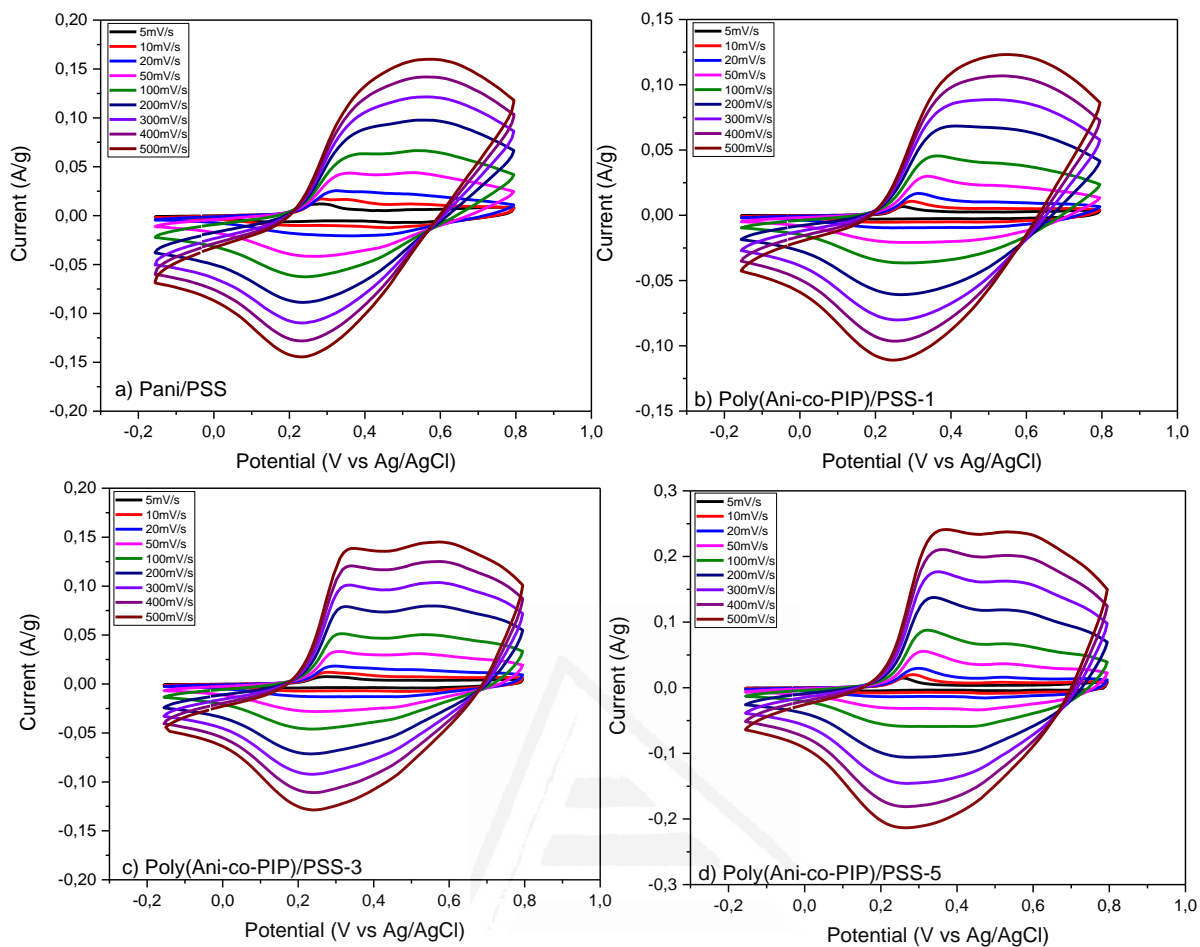 0,20
0,15
0,10
0,05
0,00
-0,05
-0,10
-0,15
-0,20
Current (A/g)
5mV/s
10mV/s
20mV/s
50mV/s
100mV/s
200mV/s
300mV/s
400mV/s
500mV/s
a) Pani/PSS
-0,2 0,0 0,2 0,4 0,6 0,8 1,0
Potential (V vs Ag/AgCl)
0,15
0,10
0,05
0,00
-0,05
-0,10
-0,15
Current (A/g)
5mV/s
10mV/s
20mV/s
50mV/s
100mV/s
200mV/s
300mV/s
400mV/s
500mV/s
b) Poly(Ani-co-PIP)/PSS-1
-0,2 0,0 0,2 0,4 0,6 0,8 1,0
Potential (V vs Ag/AgCl)
0,20
0,15
0,10
0,05
0,00
-0,05
-0,10
-0,15
-0,20
Current (A/g)
5mV/s
10mV/s
20mV/s
50mV/s
100mV/s
200mV/s
300mV/s
400mV/s
500mV/s
c) Poly(Ani-co-PIP)/PSS-3
-0,2 0,0 0,2 0,4 0,6 0,8 1,0
Potential (V vs Ag/AgCl)
0,3
0,2
0,1
0,0
-0,1
-0,2
-0,3
Current (A/g)
5mV/s
10mV/s
20mV/s
50mV/s
100mV/s
200mV/s
300mV/s
400mV/s
500mV/s
d) Poly(Ani-co-PIP)/PSS-5
-0,2 0,0 0,2 0,4 0,6 0,8 1,0
Potential (V vs Ag/AgCl)